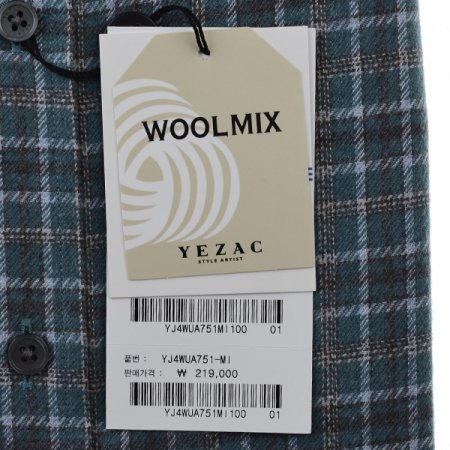 WOOLMIX
YEZAC
STYLE ARTIST
YJ4WUA751MI100 01
품번 : YJ4WUA751-MI
판매가격 : ₩ 219,000
YJ4WUA751MI100 01